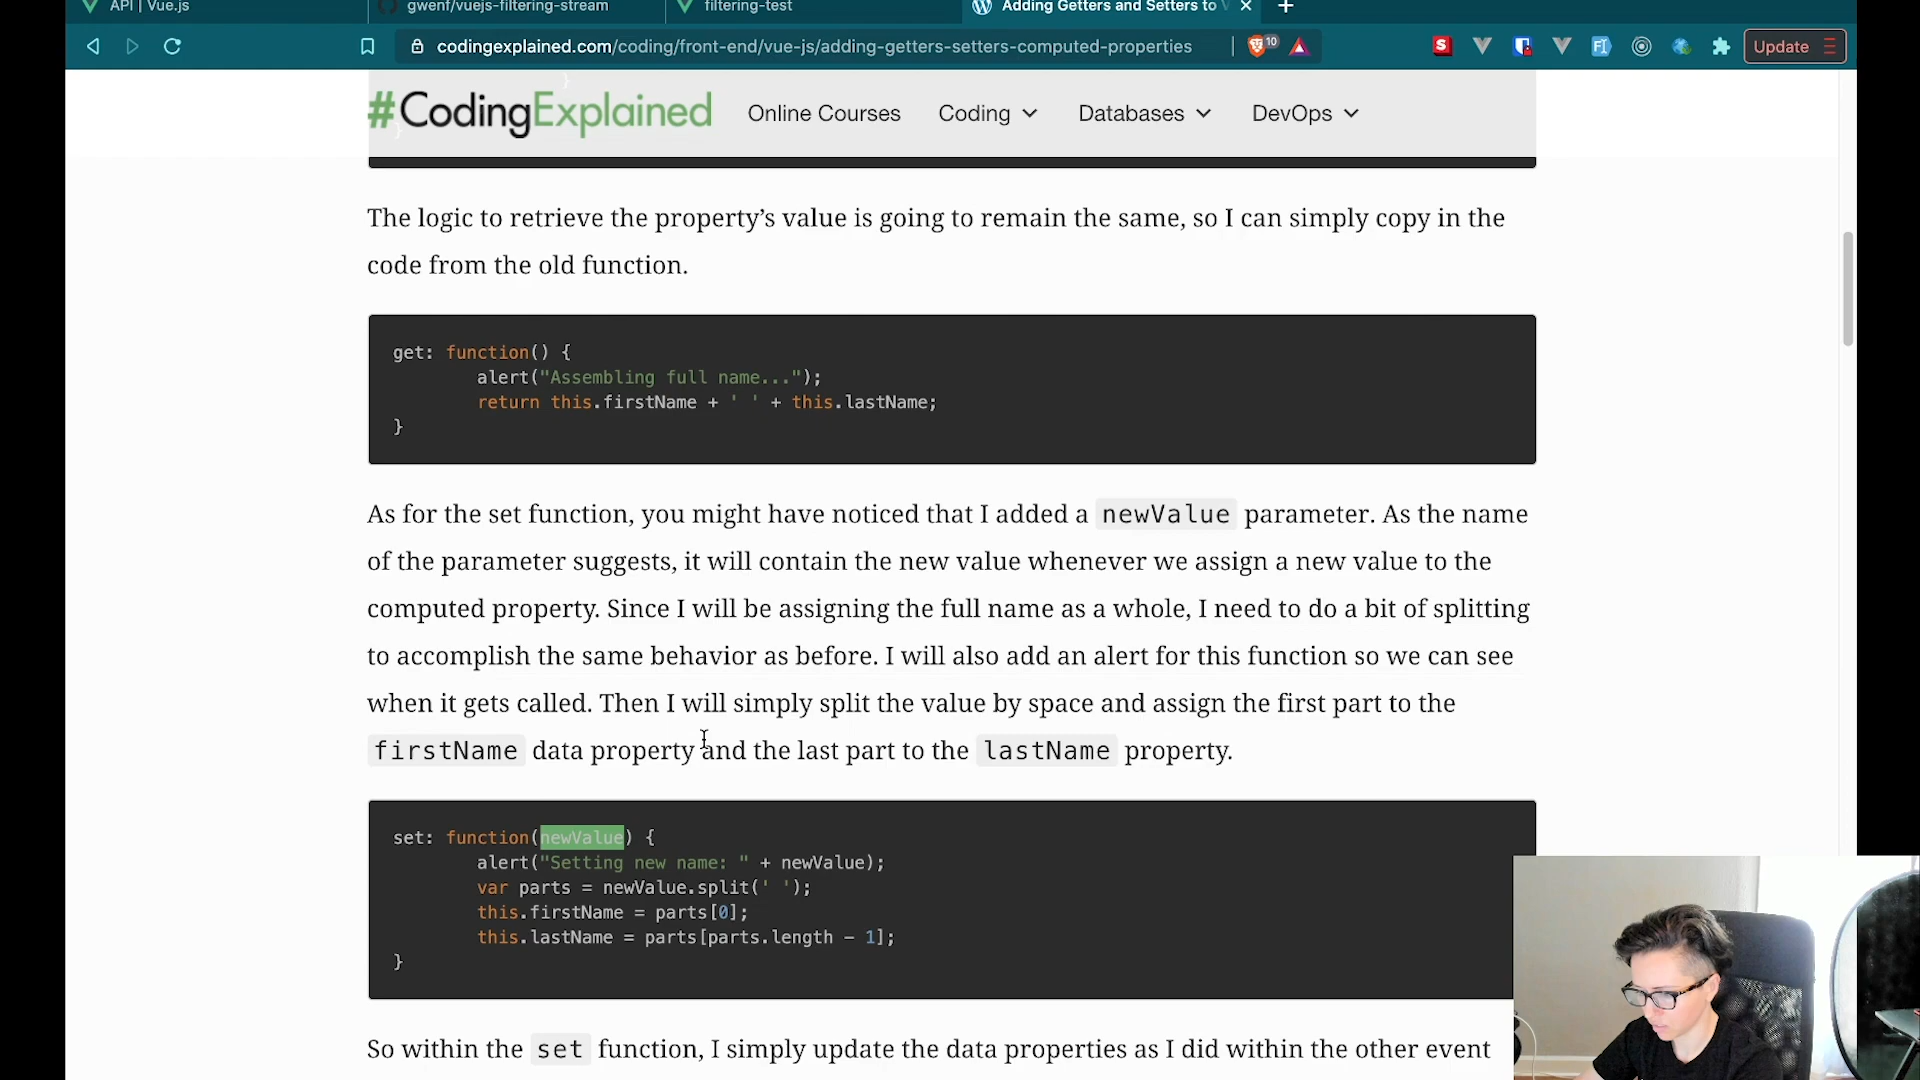 API | Vue.js
gwenf/vuejs-filtering-stream
filtering-test
Adding Getters and Setters to V
codingexplained.com/coding/front-end/vue-js/adding-getters-setters-computed-properties
10
Update
#CodingExplained
Online Courses
Coding
Databases
DevOps
The logic to retrieve the property’s value is going to remain the same, so I can simply copy in the
code from the old function.
get: function() {
alert("Assembling full name...");
return this.firstName + ' ' + this.lastName;
}
As for the set function, you might have noticed that I added a newValue parameter. As the name
of the parameter suggests, it will contain the new value whenever we assign a new value to the
computed property. Since I will be assigning the full name as a whole, I need to do a bit of splitting
to accomplish the same behavior as before. I will also add an alert for this function so we can see
when it gets called. Then I will simply split the value by space and assign the first part to the
firstName data property and the last part to the lastName property.
set: function(newValue) {
alert("Setting new name: " + newValue);
var parts = newValue.split(' ');
this.firstName = parts[0];
this.lastName = parts[parts.length - 1];
}
So within the set function, I simply update the data properties as I did within the other event